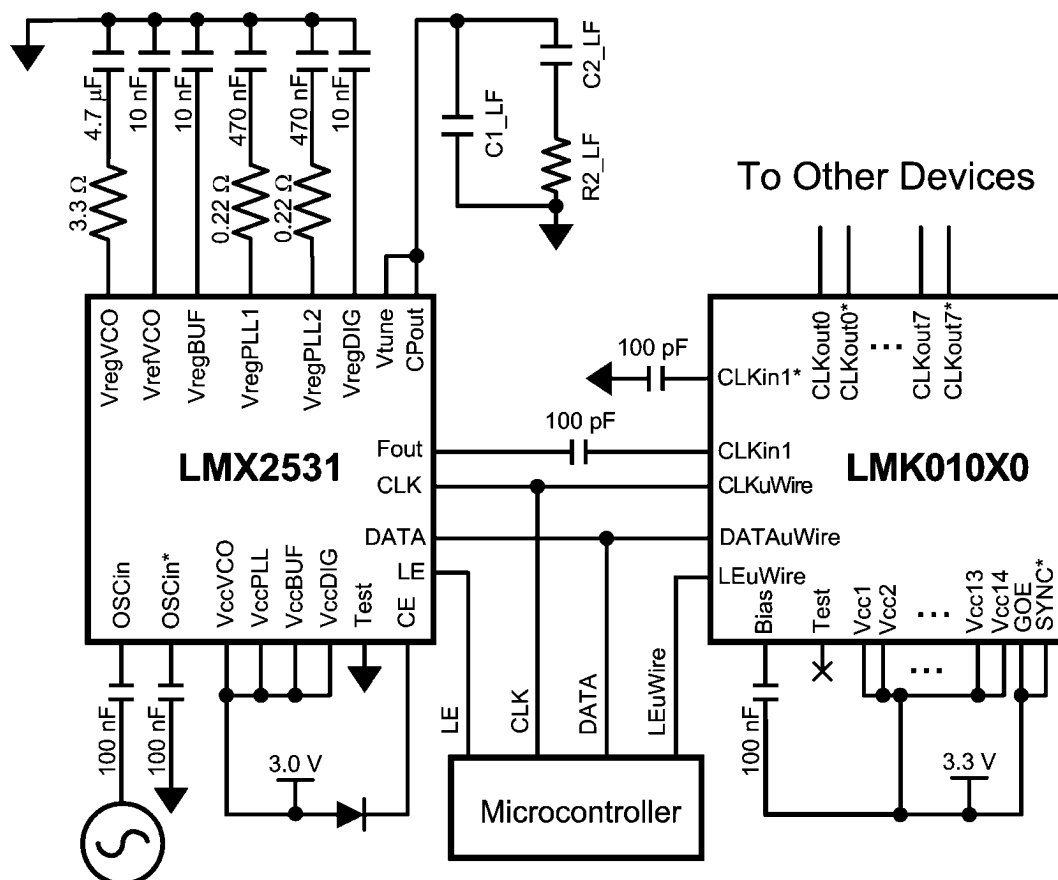 4.7 µF
10 nF
10 nF
470 nF
470 nF
10 nF
3.3 Ω
0.22 Ω
0.22 Ω
C1_LF
C2_LF
R2_LF
To Other Devices
VregVCO
VrefVCO
VregBUF
VregPLL1
VregPLL2
VregDIG
Vtune
CPout
CLKout0
CLKout0*
...
CLKout7
CLKout7*
100 pF
CLKin1*
100 pF
Fout
CLKin1
LMX2531
LMK010X0
CLK
CLKuWire
DATA
DATAuWire
LE
LEuWire
OSCin
OSCin*
VccVCO
VccPLL
VccBUF
VccDIG
Test
CE
Bias
Test
Vcc1
Vcc2
...
Vcc13
Vcc14
GOE
SYNC*
...
100 nF
100 nF
3.0 V
LE
CLK
DATA
LEuWire
100 nF
3.3 V
Microcontroller